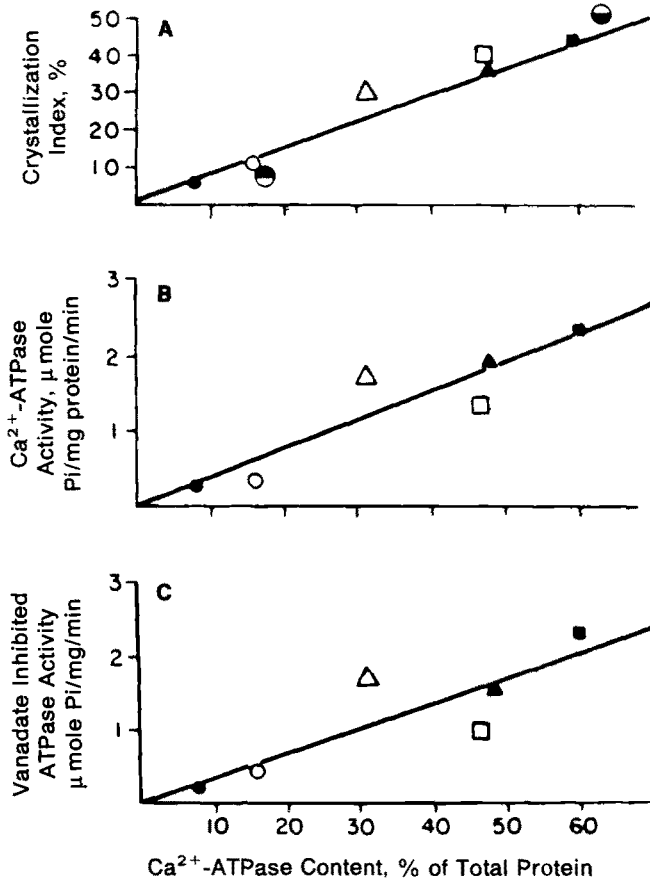 A
50
40
30
20
10
Crystallization
Index, %
B
3
2
1
Ca2+-ATPase
Activity, μmole
Pi/mg protein/min
C
3
2
1
Vanadate Inhibited
ATPase Activity
μmole Pi/mg/min
10 20 30 40 50 60
Ca2+-ATPase Content, % of Total Protein